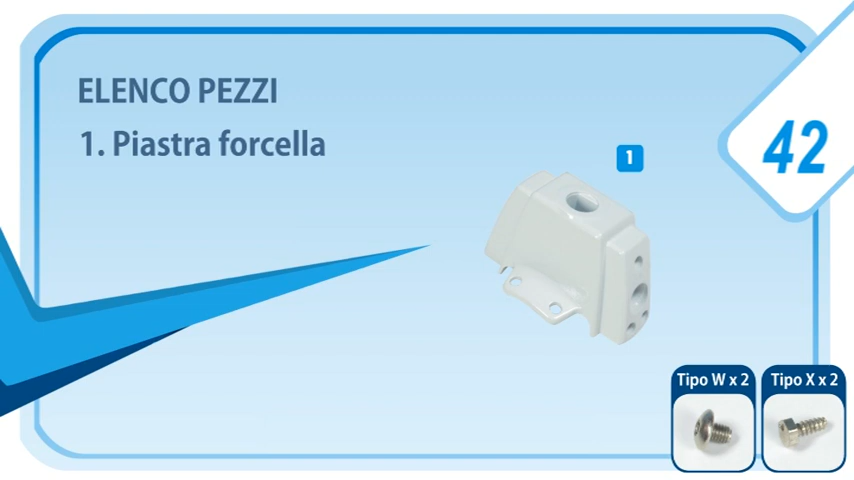 ELENCO PEZZI
1. Piastra forcella
1
42
Tipo W x 2
Tipo X x 2